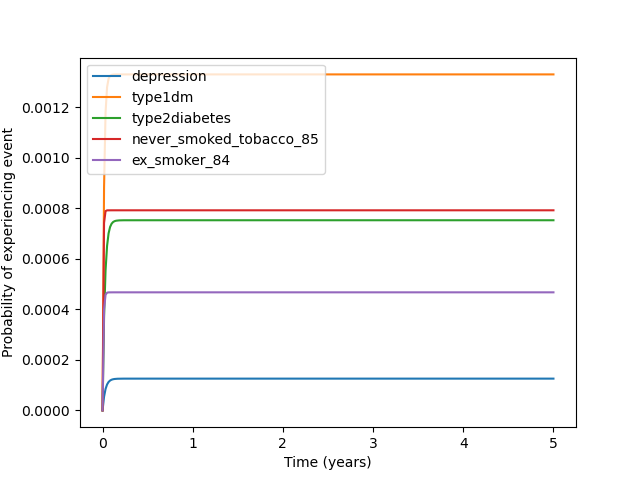 depression
type1dm
type2diabetes
never_smoked_tobacco_85
ex_smoker_84
Probability of experiencing event
0.0012
0.0010
0.0008
0.0006
0.0004
0.0002
0.0000
0 1 2 3 4 5
Time (years)